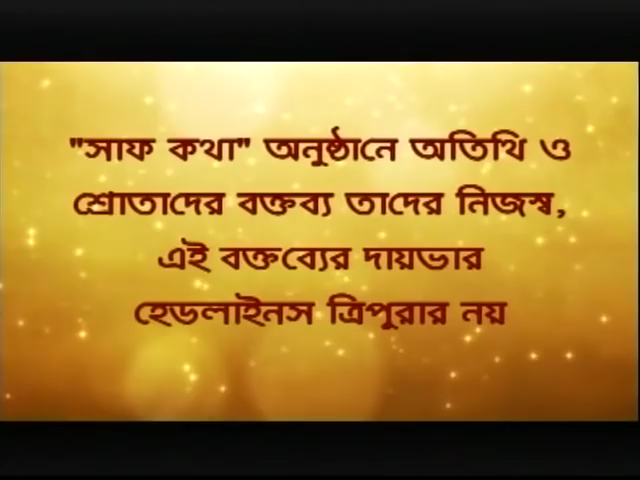 "সাফ কথা" অনুষ্ঠানে অতিথি ও
শ্রোতাদের বক্তব্য তাদের নিজস্ব,
এই বক্তব্যের দায়ভার
হেডলাইনস ত্রিপুরার নয়